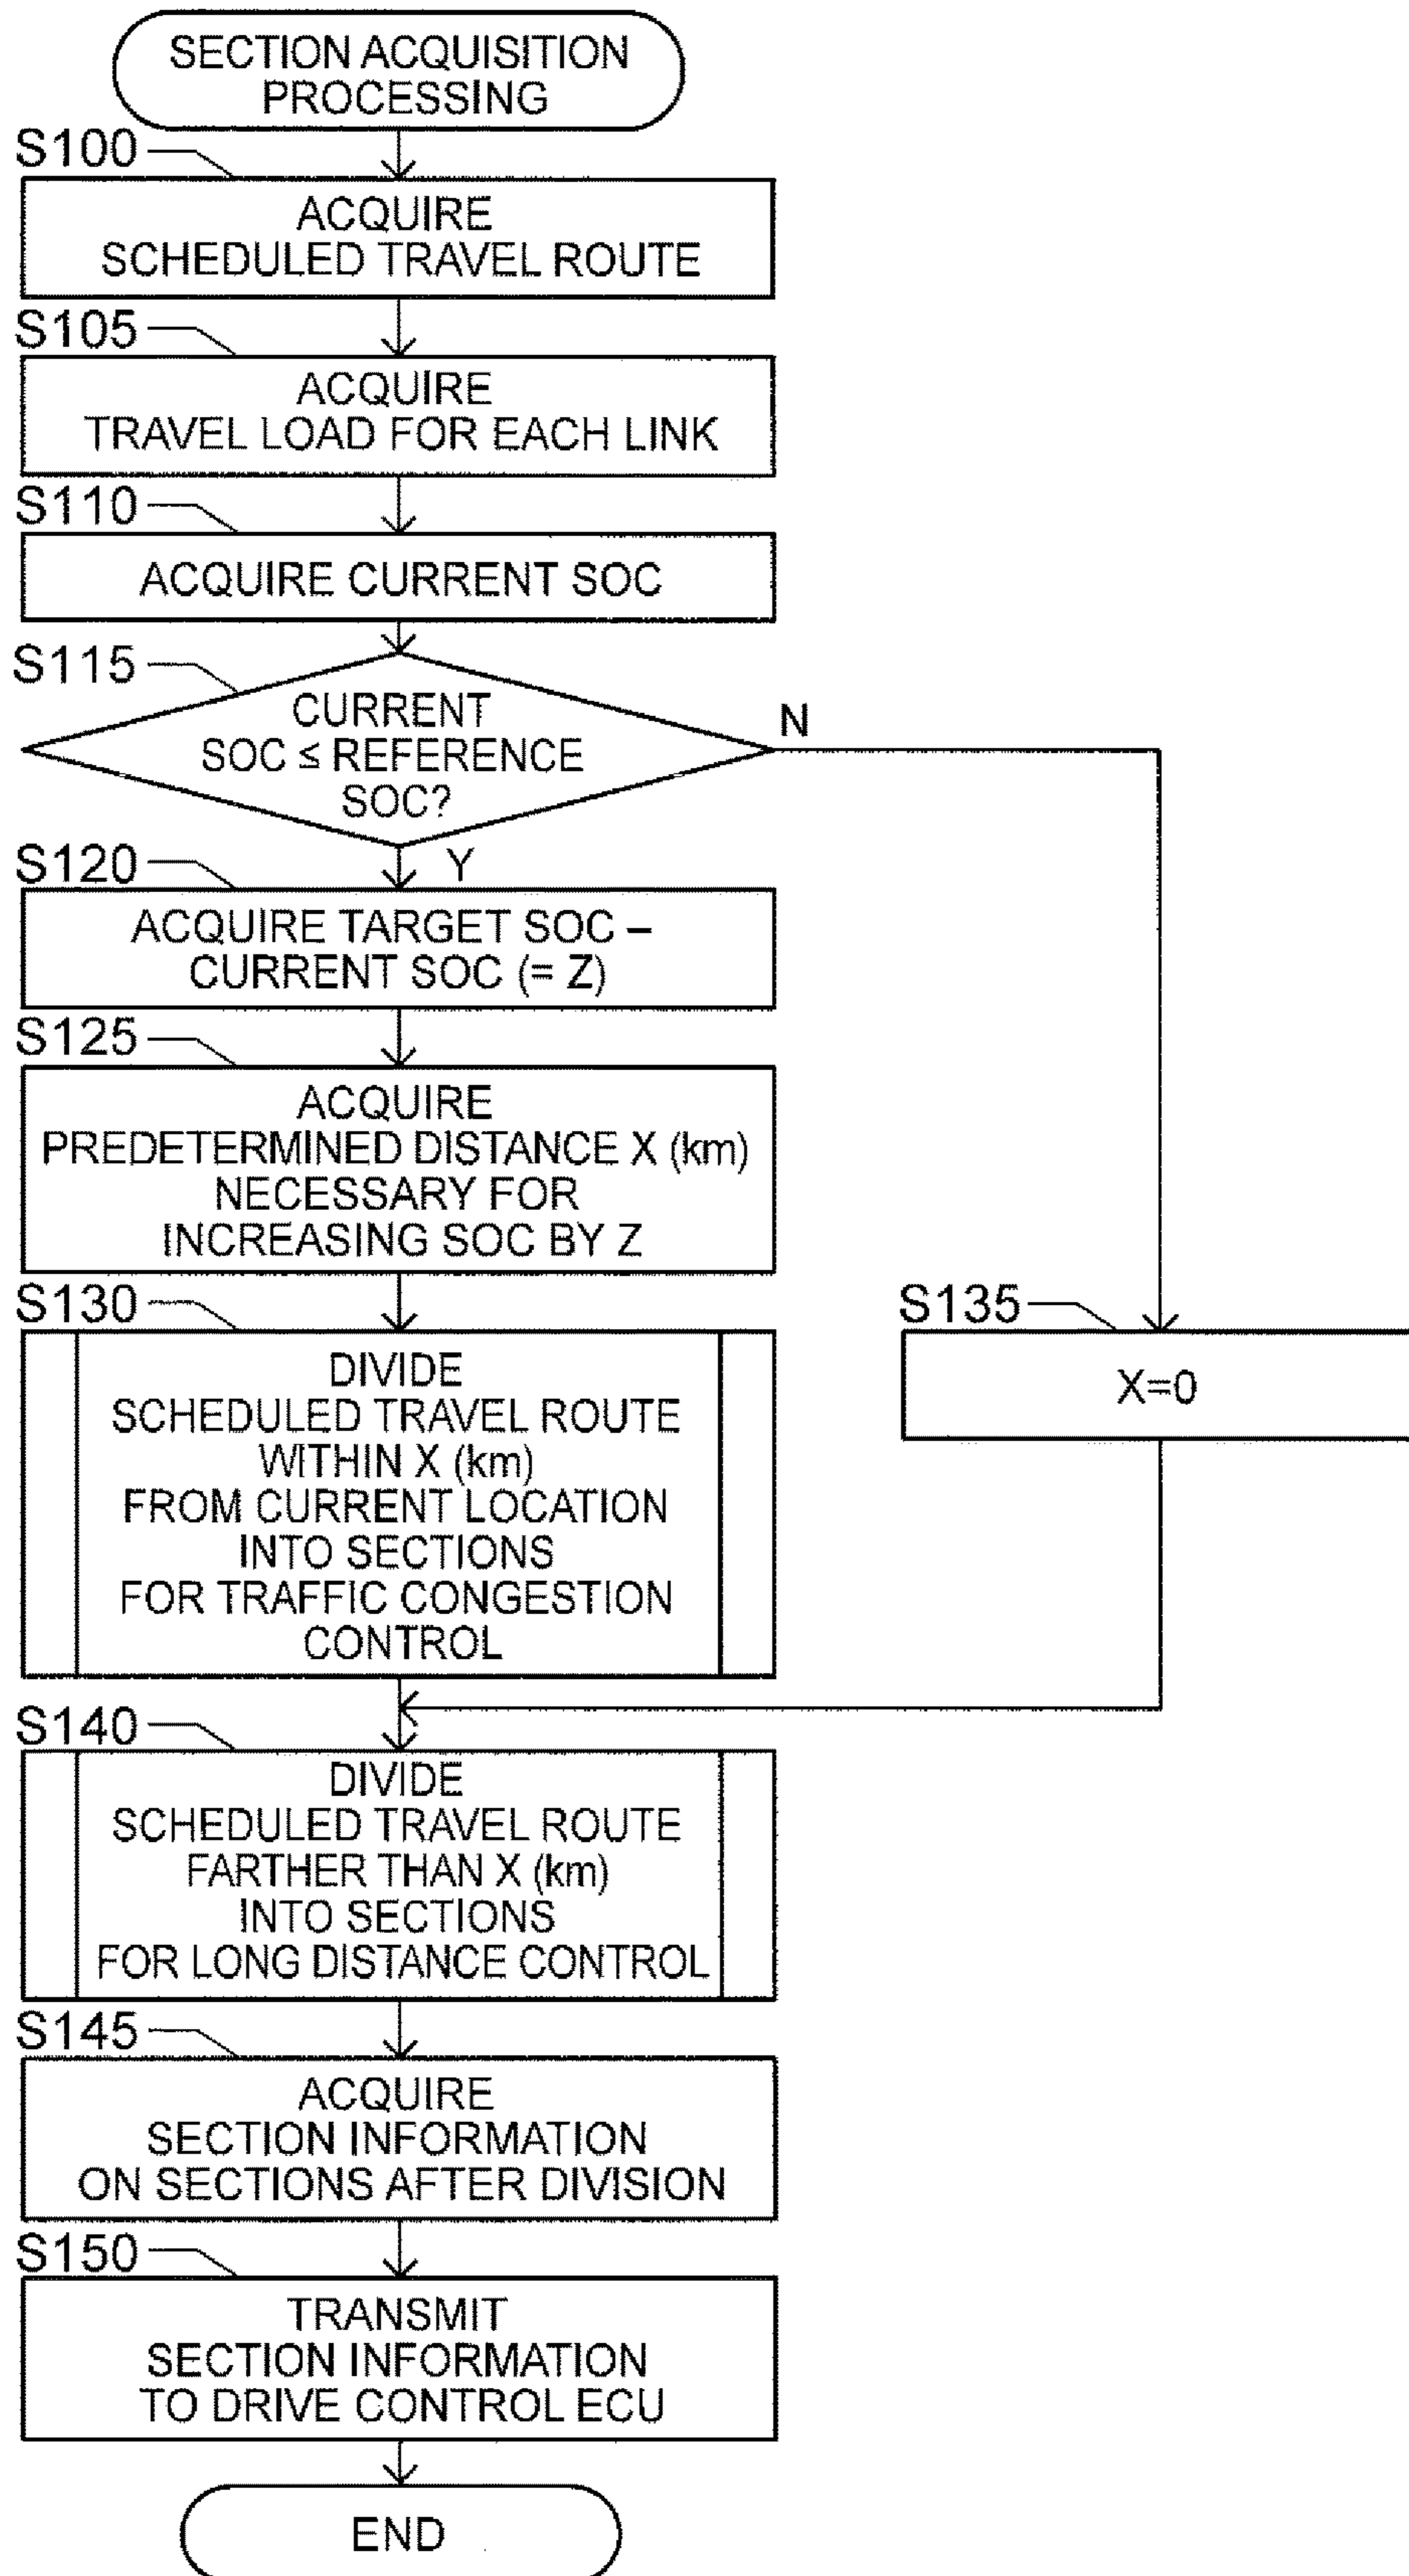 SECTION ACQUISITION
PROCESSING
S100
ACQUIRE
SCHEDULED TRAVEL ROUTE
S105
ACQUIRE
TRAVEL LOAD FOR EACH LINK
S110
ACQUIRE CURRENT SOC
S115
CURRENT
SOC ≤ REFERENCE
SOC?
N
Y
S120
ACQUIRE TARGET SOC –
CURRENT SOC (= Z)
S125
ACQUIRE
PREDETERMINED DISTANCE X (km)
NECESSARY FOR
INCREASING SOC BY Z
S130
DIVIDE
SCHEDULED TRAVEL ROUTE
WITHIN X (km)
FROM CURRENT LOCATION
INTO SECTIONS
FOR TRAFFIC CONGESTION
CONTROL
S135
X=0
S140
DIVIDE
SCHEDULED TRAVEL ROUTE
FARTHER THAN X (km)
INTO SECTIONS
FOR LONG DISTANCE CONTROL
S145
ACQUIRE
SECTION INFORMATION
ON SECTIONS AFTER DIVISION
S150
TRANSMIT
SECTION INFORMATION
TO DRIVE CONTROL ECU
END